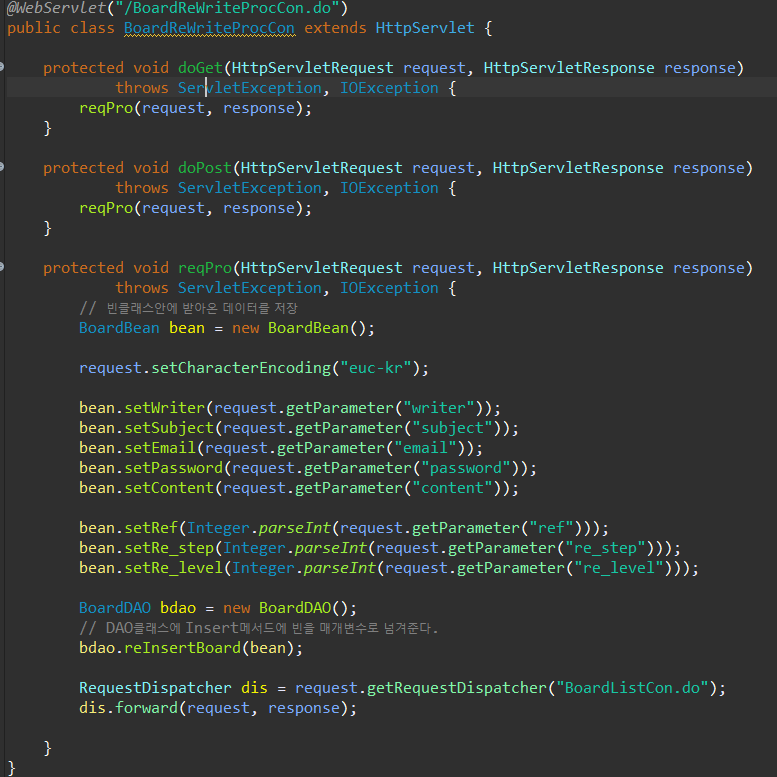 @WebServlet("/BoardReWriteProcCon.do")
public class BoardReWriteProcCon extends HttpServlet {
protected void doGet(HttpServletRequest request, HttpServletResponse response)
throws ServletException, IOException {
reqPro(request, response);
}
protected void doPost(HttpServletRequest request, HttpServletResponse response)
throws ServletException, IOException {
reqPro(request, response);
}
protected void reqPro(HttpServletRequest request, HttpServletResponse response)
throws ServletException, IOException {
// 빈클래스안에 받아온 데이터를 저장
BoardBean bean = new BoardBean();
request.setCharacterEncoding("euc-kr");
bean.setWriter(request.getParameter("writer"));
bean.setSubject(request.getParameter("subject"));
bean.setEmail(request.getParameter("email"));
bean.setPassword(request.getParameter("password"));
bean.setContent(request.getParameter("content"));
bean.setRef(Integer.parseInt(request.getParameter("ref")));
bean.setRe_step(Integer.parseInt(request.getParameter("re_step")));
bean.setRe_level(Integer.parseInt(request.getParameter("re_level")));
BoardDAO bdao = new BoardDAO();
// DAO클래스에 Insert메서드에 빈을 매개변수로 넘겨준다.
bdao.reInsertBoard(bean);
RequestDispatcher dis = request.getRequestDispatcher("BoardListCon.do");
dis.forward(request, response);
}
}